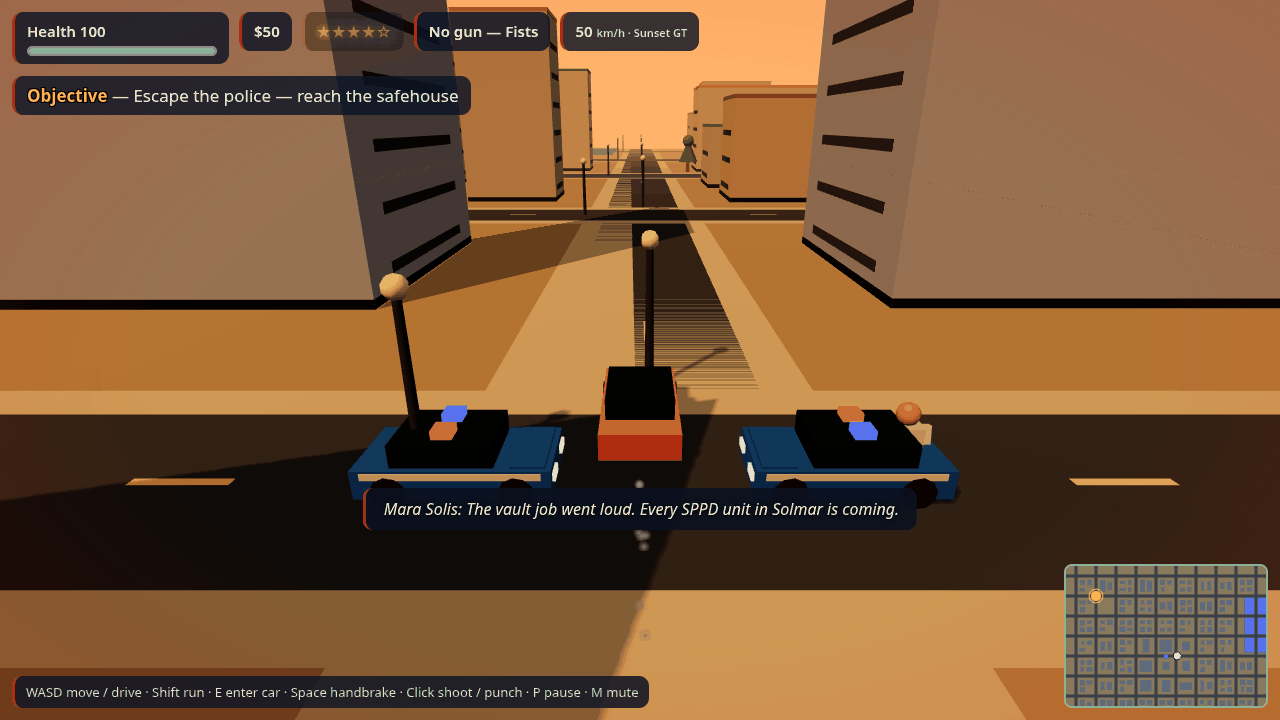 Health 100
$50
★★★★☆
No gun — Fists
50 km/h · Sunset GT
Objective — Escape the police — reach the safehouse
Mara Solis: The vault job went loud. Every SPPD unit in Solmar is coming.
WASD move / drive · Shift run · E enter car · Space handbrake · Click shoot / punch · P pause · M mute